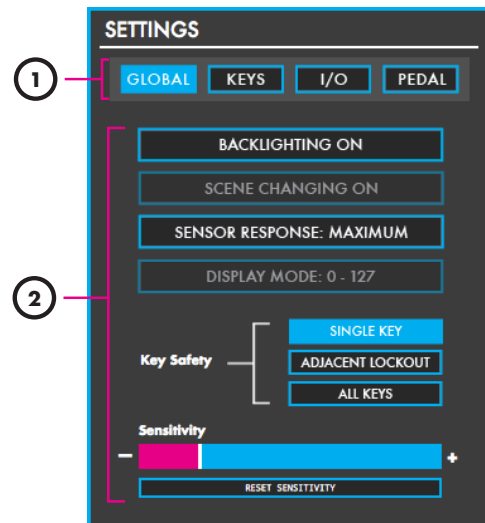 SETTINGS
1
GLOBAL KEYS I/O PEDAL
BACKLIGHTING ON
SCENE CHANGING ON
SENSOR RESPONSE: MAXIMUM
DISPLAY MODE: 0 - 127
2
SINGLE KEY
Key Safety ADJACENT LOCKOUT
ALL KEYS
Sensitivity
– +
RESET SENSITIVITY